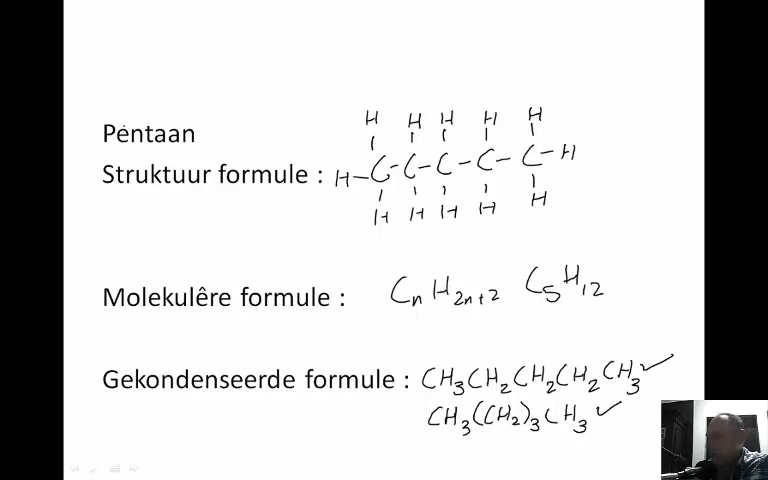 Pentaan
H H H H H
Struktuur formule : H-C-C-C-C-C-H
H H H H H
Molekulêre formule : CₙH₂ₙ₊₂ C₅H₁₂
Gekondenseerde formule : CH₃CH₂CH₂CH₂CH₃ ✓
CH₃(CH₂)₃CH₃ ✓